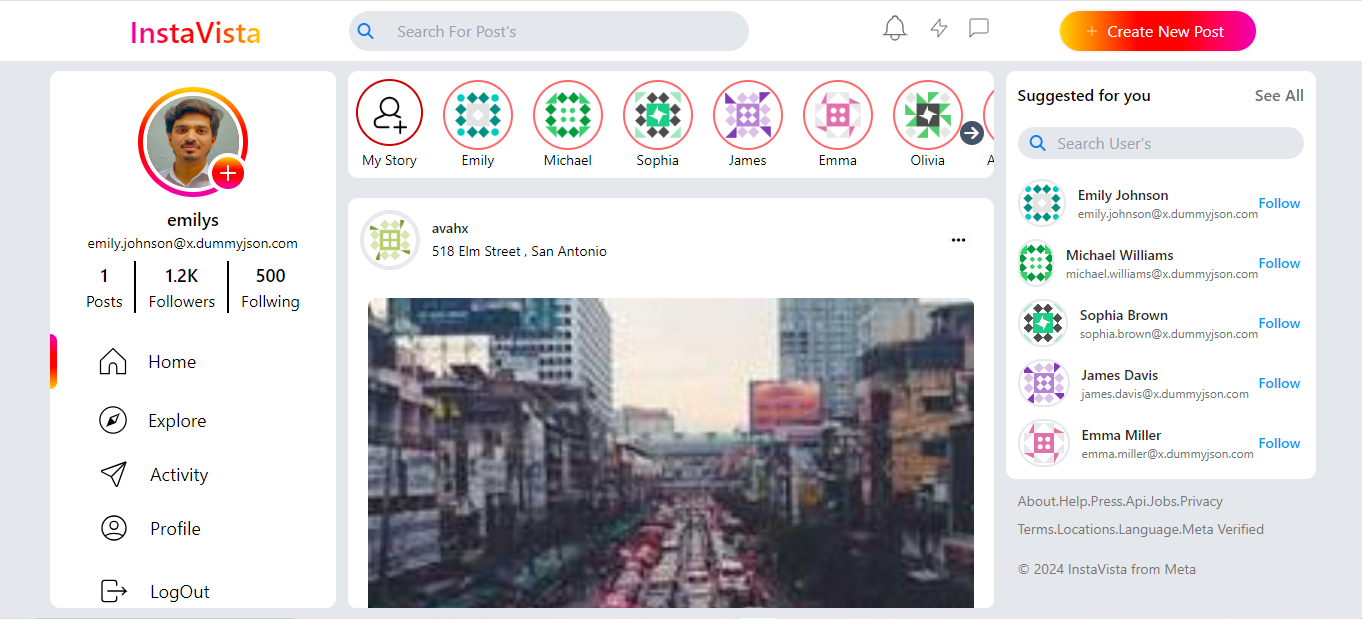 InstaVista
Search For Post's
+ Create New Post
emilys
emily.johnson@x.dummyjson.com
1 1.2K 500
Posts Followers Follwing
Home
Explore
Activity
Profile
LogOut
My Story Emily Michael Sophia James Emma Olivia A
avahx
518 Elm Street , San Antonio
Suggested for you See All
Search User's
Emily Johnson
emily.johnson@x.dummyjson.com
Follow
Michael Williams
michael.williams@x.dummyjson.com
Follow
Sophia Brown
sophia.brown@x.dummyjson.com
Follow
James Davis
james.davis@x.dummyjson.com
Follow
Emma Miller
emma.miller@x.dummyjson.com
Follow
About.Help.Press.Api.Jobs.Privacy
Terms.Locations.Language.Meta Verified
© 2024 InstaVista from Meta